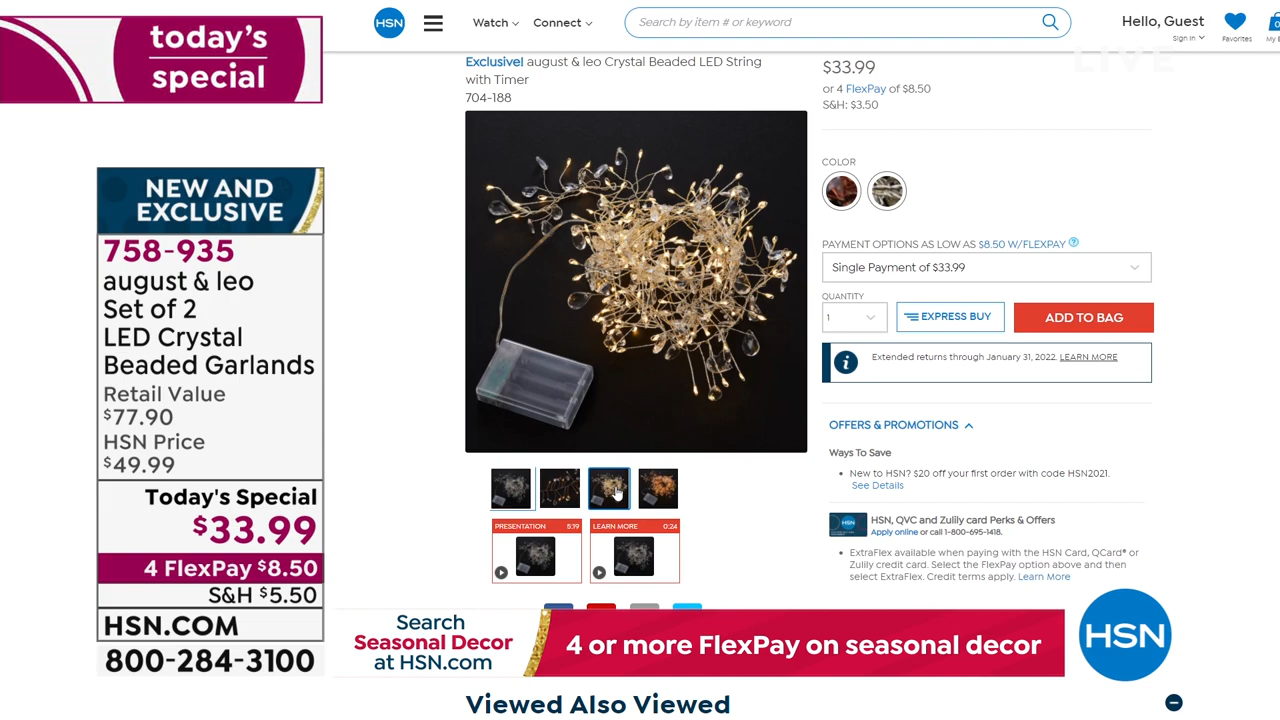 today's
special
NEW AND
EXCLUSIVE
758-935
august & leo
Set of 2
LED Crystal
Beaded Garlands
Retail Value
$77.90
HSN Price
$49.99
Today's Special
$33.99
4 FlexPay $8.50
S&H $5.50
HSN.COM
800-284-3100
HSN
Watch
Connect
Search by item # or keyword
Hello, Guest
Sign In
Favorites
0
My
LIVE
Exclusive! august & leo Crystal Beaded LED String
with Timer
704-188
$33.99
or 4 FlexPay of $8.50
S&H: $3.50
COLOR
PAYMENT OPTIONS AS LOW AS $8.50 W/FLEXPAY ?
Single Payment of $33.99
QUANTITY
1
EXPRESS BUY
ADD TO BAG
Extended returns through January 31, 2022. LEARN MORE
OFFERS & PROMOTIONS
Ways To Save
• New to HSN? $20 off your first order with code HSN2021.
See Details
HSN
HSN, QVC and Zulily card Perks & Offers
Apply online or call 1-800-695-1418.
• ExtraFlex available when paying with the HSN Card, QCard® or
Zulily credit card. Select the FlexPay option above and then
select ExtraFlex. Credit terms apply. Learn More
PRESENTATION 5:19
LEARN MORE 0:24
Search
Seasonal Decor
at HSN.com
4 or more FlexPay on seasonal decor
HSN
Viewed Also Viewed